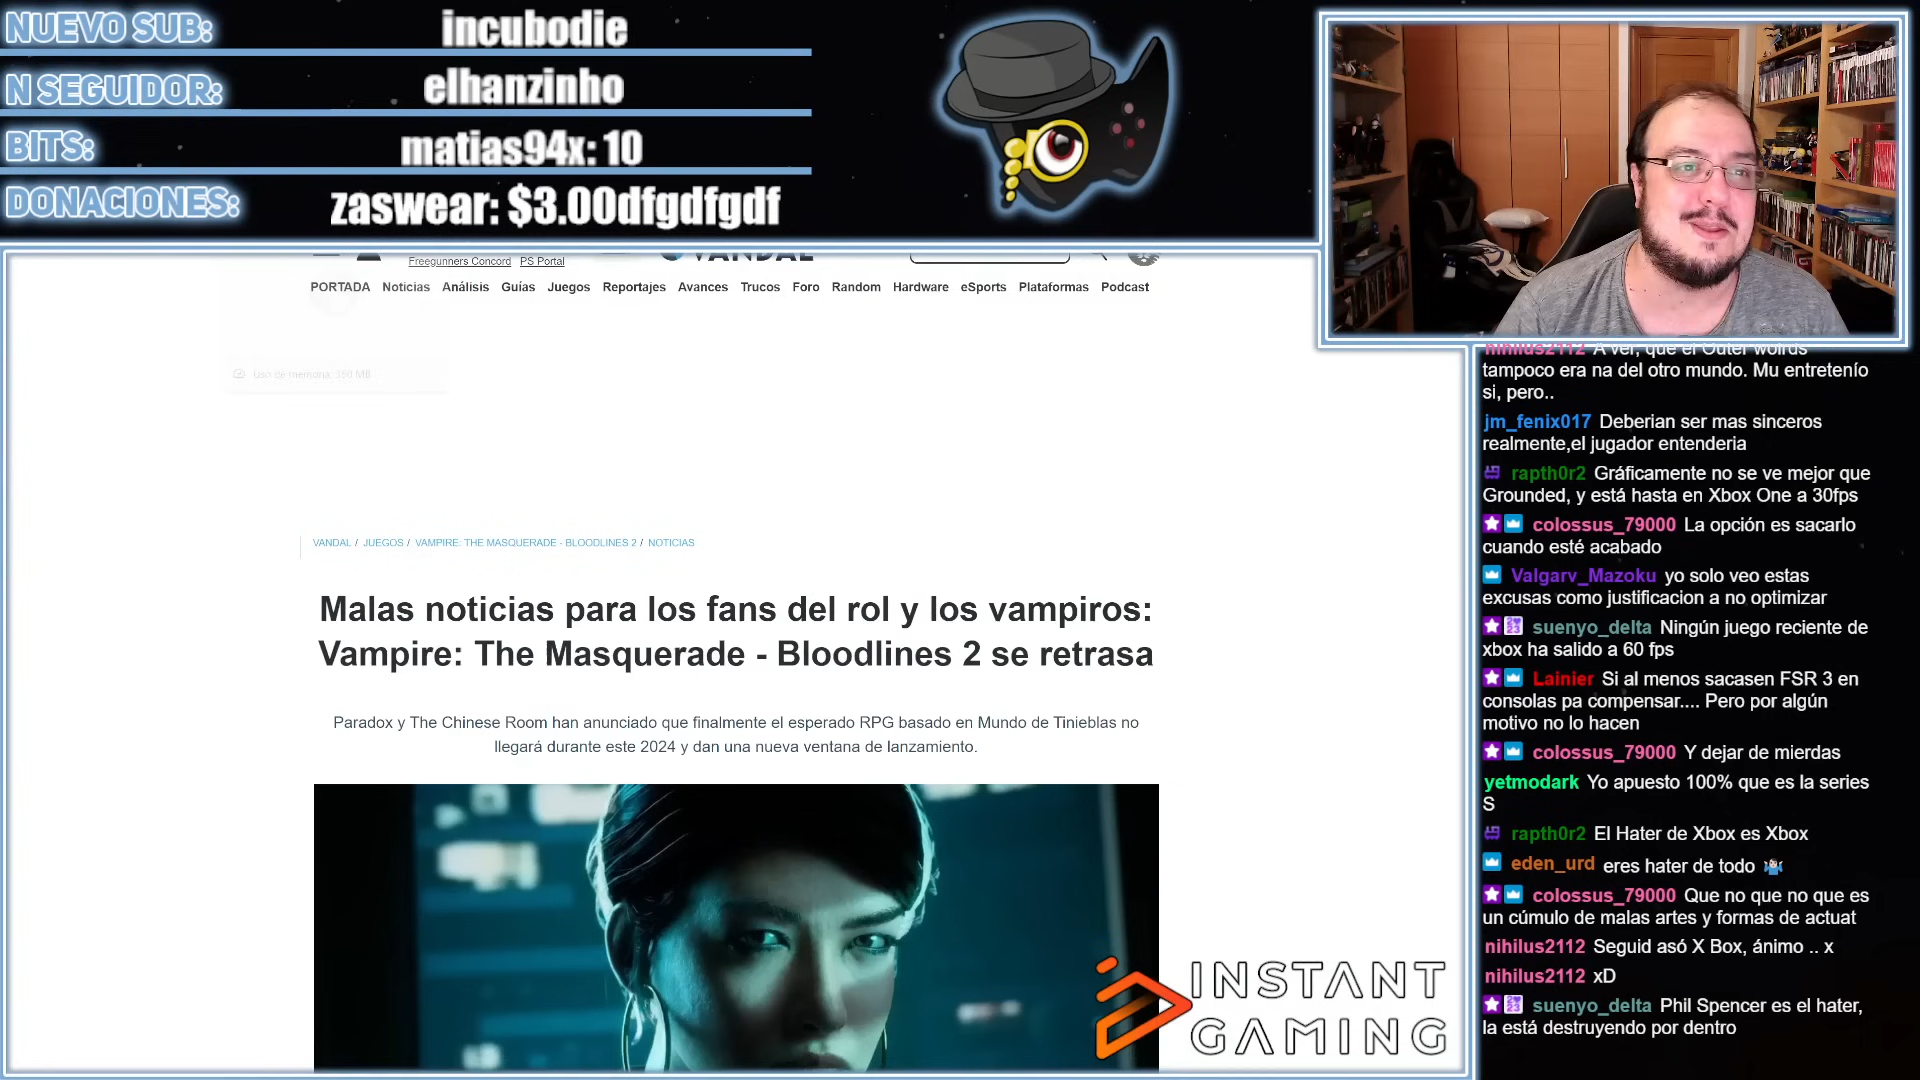 NUEVO SUB:
incubodie
N SEGUIDOR:
elhanzinho
BITS:
matias94x: 10
DONACIONES:
zaswear: $3.00dfgdfgdf
Freegunners Concord PS Portal
VANDAL
PORTADA Noticias Análisis Guías Juegos Reportajes Avances Trucos Foro Random Hardware eSports Plataformas Podcast
Uso de memoria:
VANDAL / JUEGOS / VAMPIRE: THE MASQUERADE - BLOODLINES 2 / NOTICIAS
Malas noticias para los fans del rol y los vampiros:
Vampire: The Masquerade - Bloodlines 2 se retrasa
Paradox y The Chinese Room han anunciado que finalmente el esperado RPG basado en Mundo de Tinieblas no
llegará durante este 2024 y dan una nueva ventana de lanzamiento.
INSTANT
GAMING
nihilus2112 A ver, que el Outer worlds
tampoco era na del otro mundo. Mu entretenío
si, pero..
jm_fenix017 Deberian ser mas sinceros
realmente,el jugador entenderia
rapth0r2 Gráficamente no se ve mejor que
Grounded, y está hasta en Xbox One a 30fps
colossus_79000 La opción es sacarlo
cuando esté acabado
Valgarv_Mazoku yo solo veo estas
excusas como justificacion a no optimizar
suenyo_delta Ningún juego reciente de
xbox ha salido a 60 fps
Lainier Si al menos sacasen FSR 3 en
consolas pa compensar.... Pero por algún
motivo no lo hacen
colossus_79000 Y dejar de mierdas
yetmodark Yo apuesto 100% que es la series
S
rapth0r2 El Hater de Xbox es Xbox
eden_urd eres hater de todo 🤷🏻‍♂️
colossus_79000 Que no que no que es
un cúmulo de malas artes y formas de actuat
nihilus2112 Seguid asó X Box, ánimo .. x
nihilus2112 xD
suenyo_delta Phil Spencer es el hater,
la está destruyendo por dentro